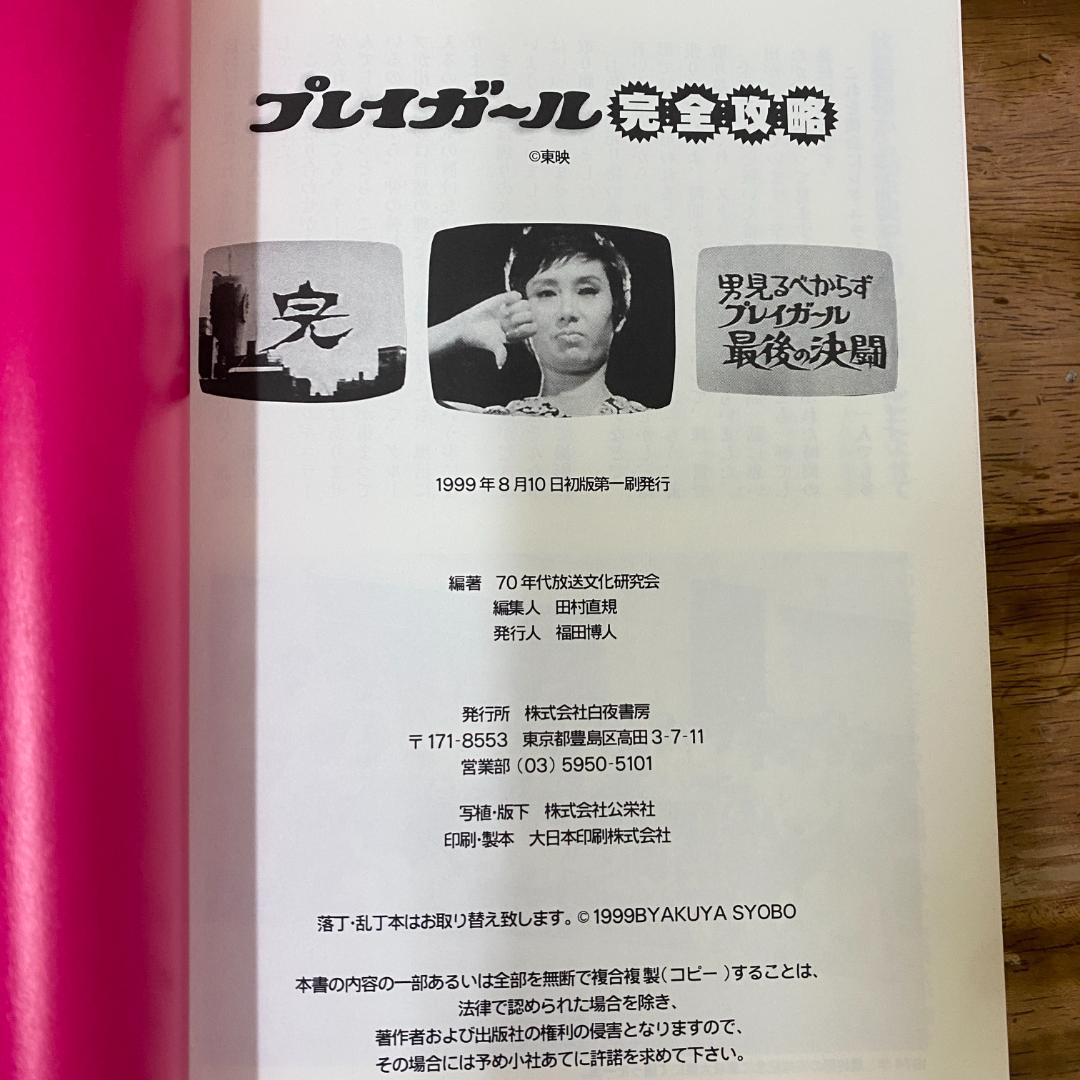 プレイガール完全攻略
©東映
完
男見るべからず
プレイガール
最後の決闘
1999年8月10日初版第一刷発行
編著 70年代放送文化研究会
編集人 田村直規
発行人 福田博人
発行所 株式会社白夜書房
〒171-8553 東京都豊島区高田3-7-11
営業部(03)5950-5101
写植・版下 株式会社公栄社
印刷・製本 大日本印刷株式会社
落丁・乱丁本はお取り替え致します。©1999BYAKUYA SYOBO
本書の内容の一部あるいは全部を無断で複合複製(コピー)することは、
法律で認められた場合を除き、
著作者および出版社の権利の侵害となりますので、
その場合には予め小社あてに許諾を求めて下さい。